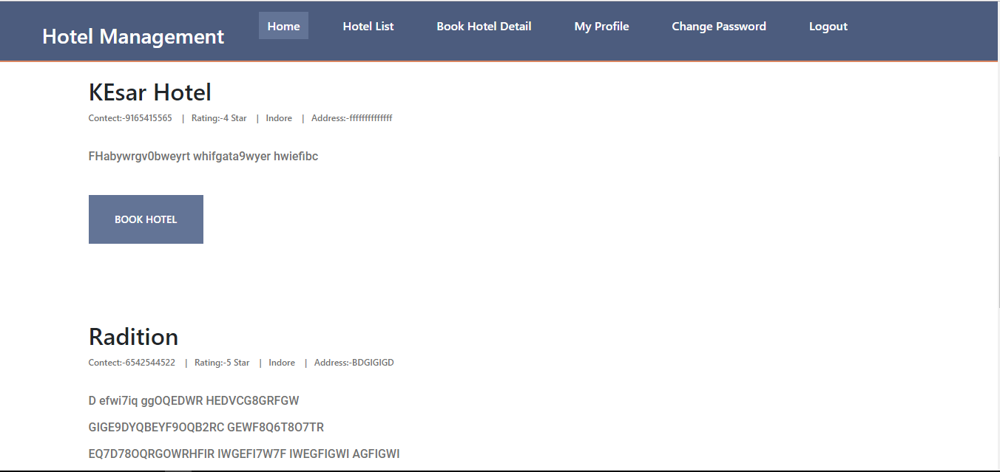 Hotel Management
Home Hotel List Book Hotel Detail My Profile Change Password Logout
KEsar Hotel
Contect:-9165415565 | Rating:-4 Star | Indore | Address:-ffffffffffffff
FHabywrgv0bweyrt whifgata9wyer hwiefibc
BOOK HOTEL
Radition
Contect:-6542544522 | Rating:-5 Star | Indore | Address:-BDGIGIGD
D efwi7iq ggOQEDWR HEDVCG8GRFGW
GIGE9DYQBEYF9OQB2RC GEWF8Q6T8O7TR
EQ7D78OQRGOWRHFIR IWGEFI7W7F IWEGFIGWI AGFIGWI